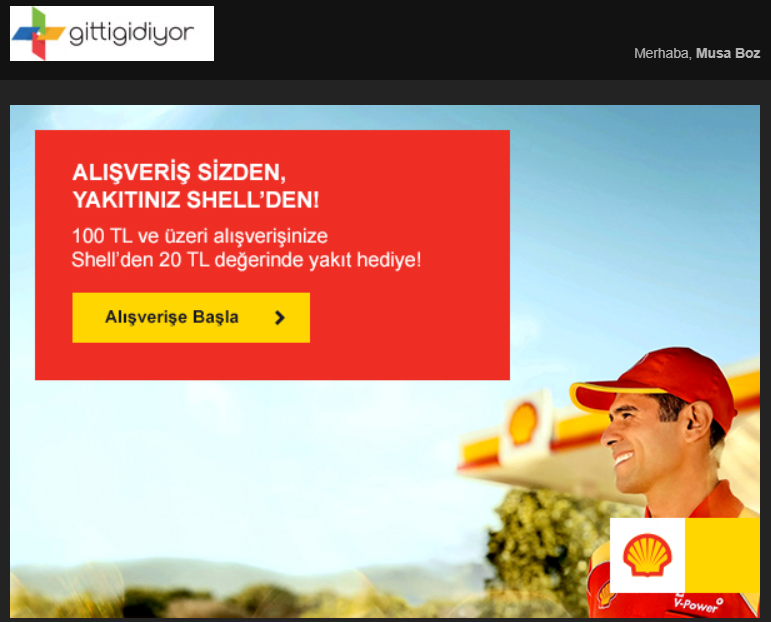 gittigidiyor
Merhaba, Musa Boz
ALIŞVERİŞ SİZDEN,
YAKITINIZ SHELL'DEN!
100 TL ve üzeri alışverişinize
Shell'den 20 TL değerinde yakıt hediye!
Alışverişe Başla
V-Power